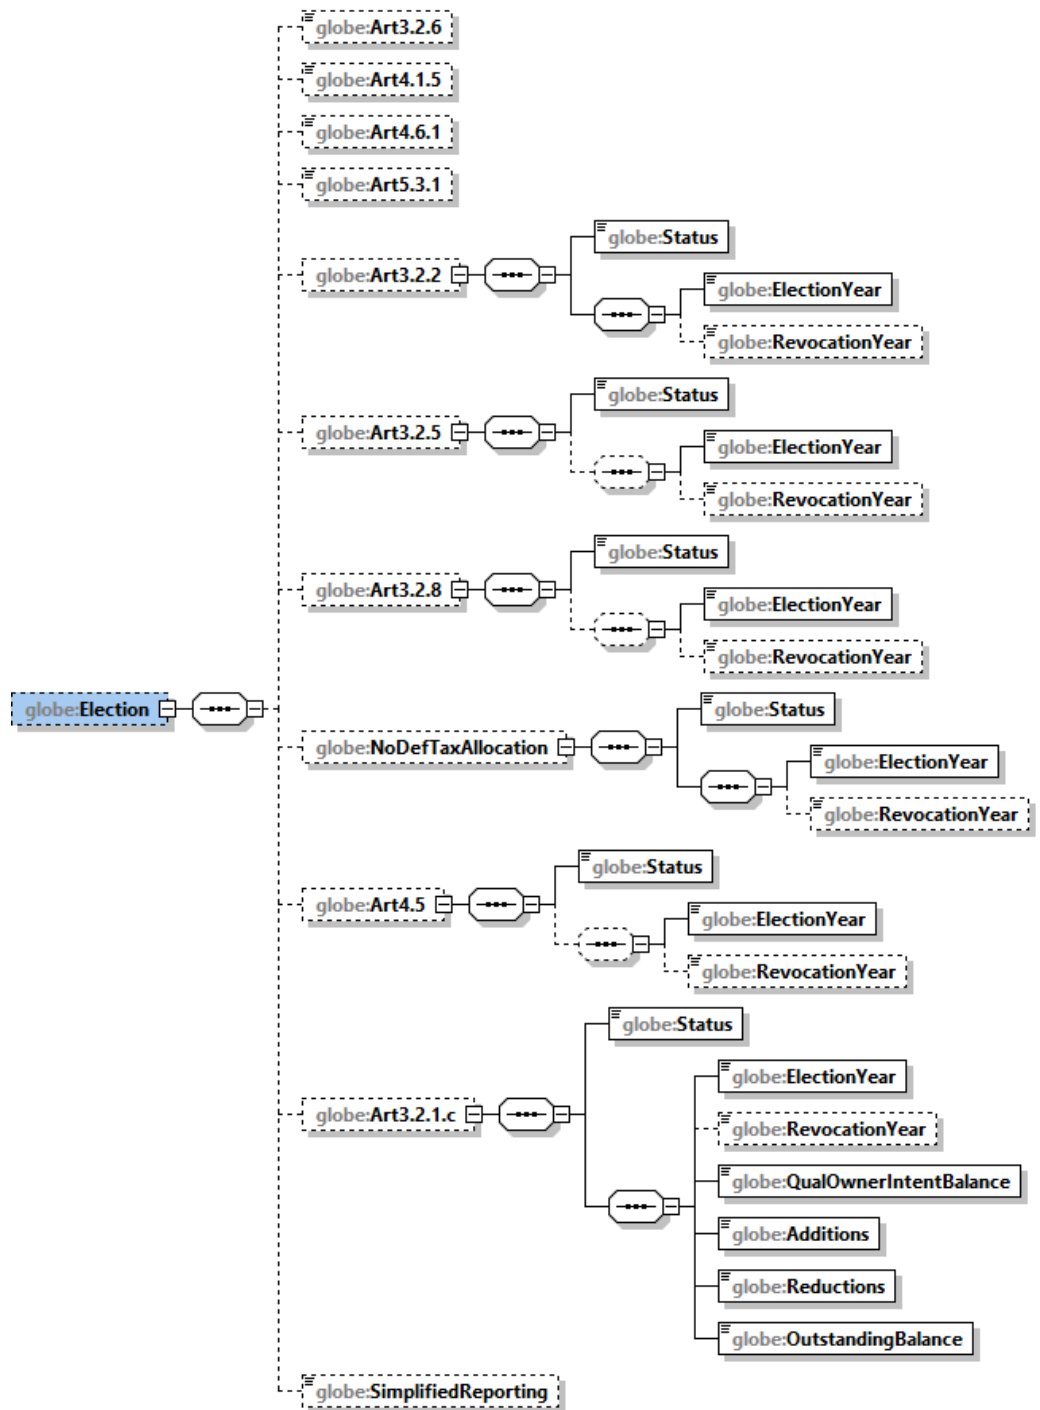 globe:Art3.2.6
globe:Art4.1.5
globe:Art4.6.1
globe:Art5.3.1
globe:Status
globe:Art3.2.2
globe:ElectionYear
globe:RevocationYear
globe:Status
globe:Art3.2.5
globe:ElectionYear
globe:RevocationYear
globe:Status
globe:Art3.2.8
globe:ElectionYear
globe:RevocationYear
globe:Election
globe:Status
globe:NoDefTaxAllocation
globe:ElectionYear
globe:RevocationYear
globe:Status
globe:Art4.5
globe:ElectionYear
globe:RevocationYear
globe:Status
globe:ElectionYear
globe:Art3.2.1.c
globe:RevocationYear
globe:QualOwnerIntentBalance
globe:Additions
globe:Reductions
globe:OutstandingBalance
globe:SimplifiedReporting